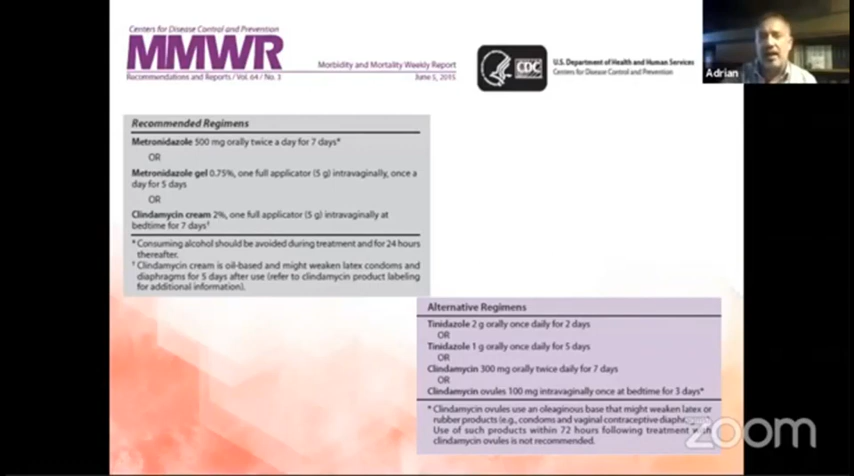 Centers for Disease Control and Prevention
MMWR
Morbidity and Mortality Weekly Report
Recommendations and Reports / Vol. 64 / No. 3
June 5, 2015
CDC
U.S. Department of Health and Human Services
Centers for Disease Control and Prevention
Adrian
Recommended Regimens
Metronidazole 500 mg orally twice a day for 7 days*
OR
Metronidazole gel 0.75%, one full applicator (5 g) intravaginally, once a
day for 5 days
OR
Clindamycin cream 2%, one full applicator (5 g) intravaginally at
bedtime for 7 days†
* Consuming alcohol should be avoided during treatment and for 24 hours
thereafter.
† Clindamycin cream is oil-based and might weaken latex condoms and
diaphragms for 5 days after use (refer to clindamycin product labeling
for additional information).
Alternative Regimens
Tinidazole 2 g orally once daily for 2 days
OR
Tinidazole 1 g orally once daily for 5 days
OR
Clindamycin 300 mg orally twice daily for 7 days
OR
Clindamycin ovules 100 mg intravaginally once at bedtime for 3 days*
* Clindamycin ovules use an oleaginous base that might weaken latex or
rubber products (e.g., condoms and vaginal contraceptive
Use of such products within 72 hours following treatment
clindamycin ovules is not recommended.
zoom